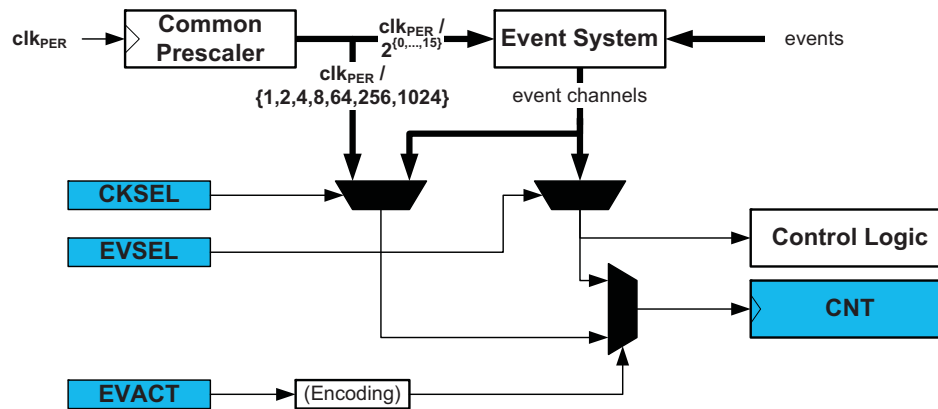 clkPER
Common
Prescaler
clkPER /
2{0,...,15}
Event System
events
clkPER /
{1,2,4,8,64,256,1024}
event channels
CKSEL
EVSEL
Control Logic
CNT
EVACT
(Encoding)